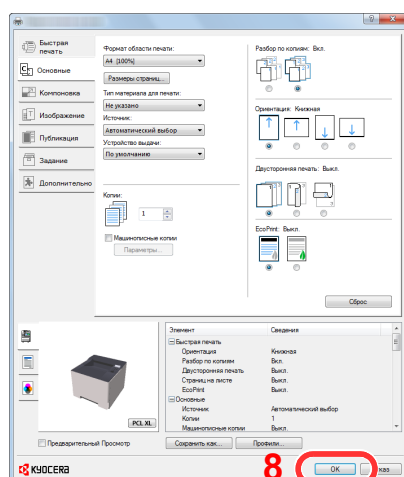 Быстрая
печать
Основные
Компоновка
Изображение
Публикация
Задание
Дополнительно
Формат области печати:
A4 [100%]
Размеры страниц...
Тип материала для печати:
Не указано
Источник:
Автоматический выбор
Устройство выдачи:
По умолчанию
Копии:
1
Машинописные копии
Параметры...
Разбор по копиям: Вкл.
Ориентация: Книжная
Двусторонняя печать: Выкл.
EcoPrint: Выкл.
Сброс
PCL XL
Предварительный Просмотр
Элемент Сведения
Быстрая печать
Ориентация Книжная
Разбор по копиям Вкл.
Двусторонняя печать Выкл.
Страниц на листе Выкл.
EcoPrint Выкл.
Основные
Источник Автоматический выбор
Копии 1
Машинописные копии Выкл.
Сохранить как... Профили...
KYOCERA
8
OK
каз